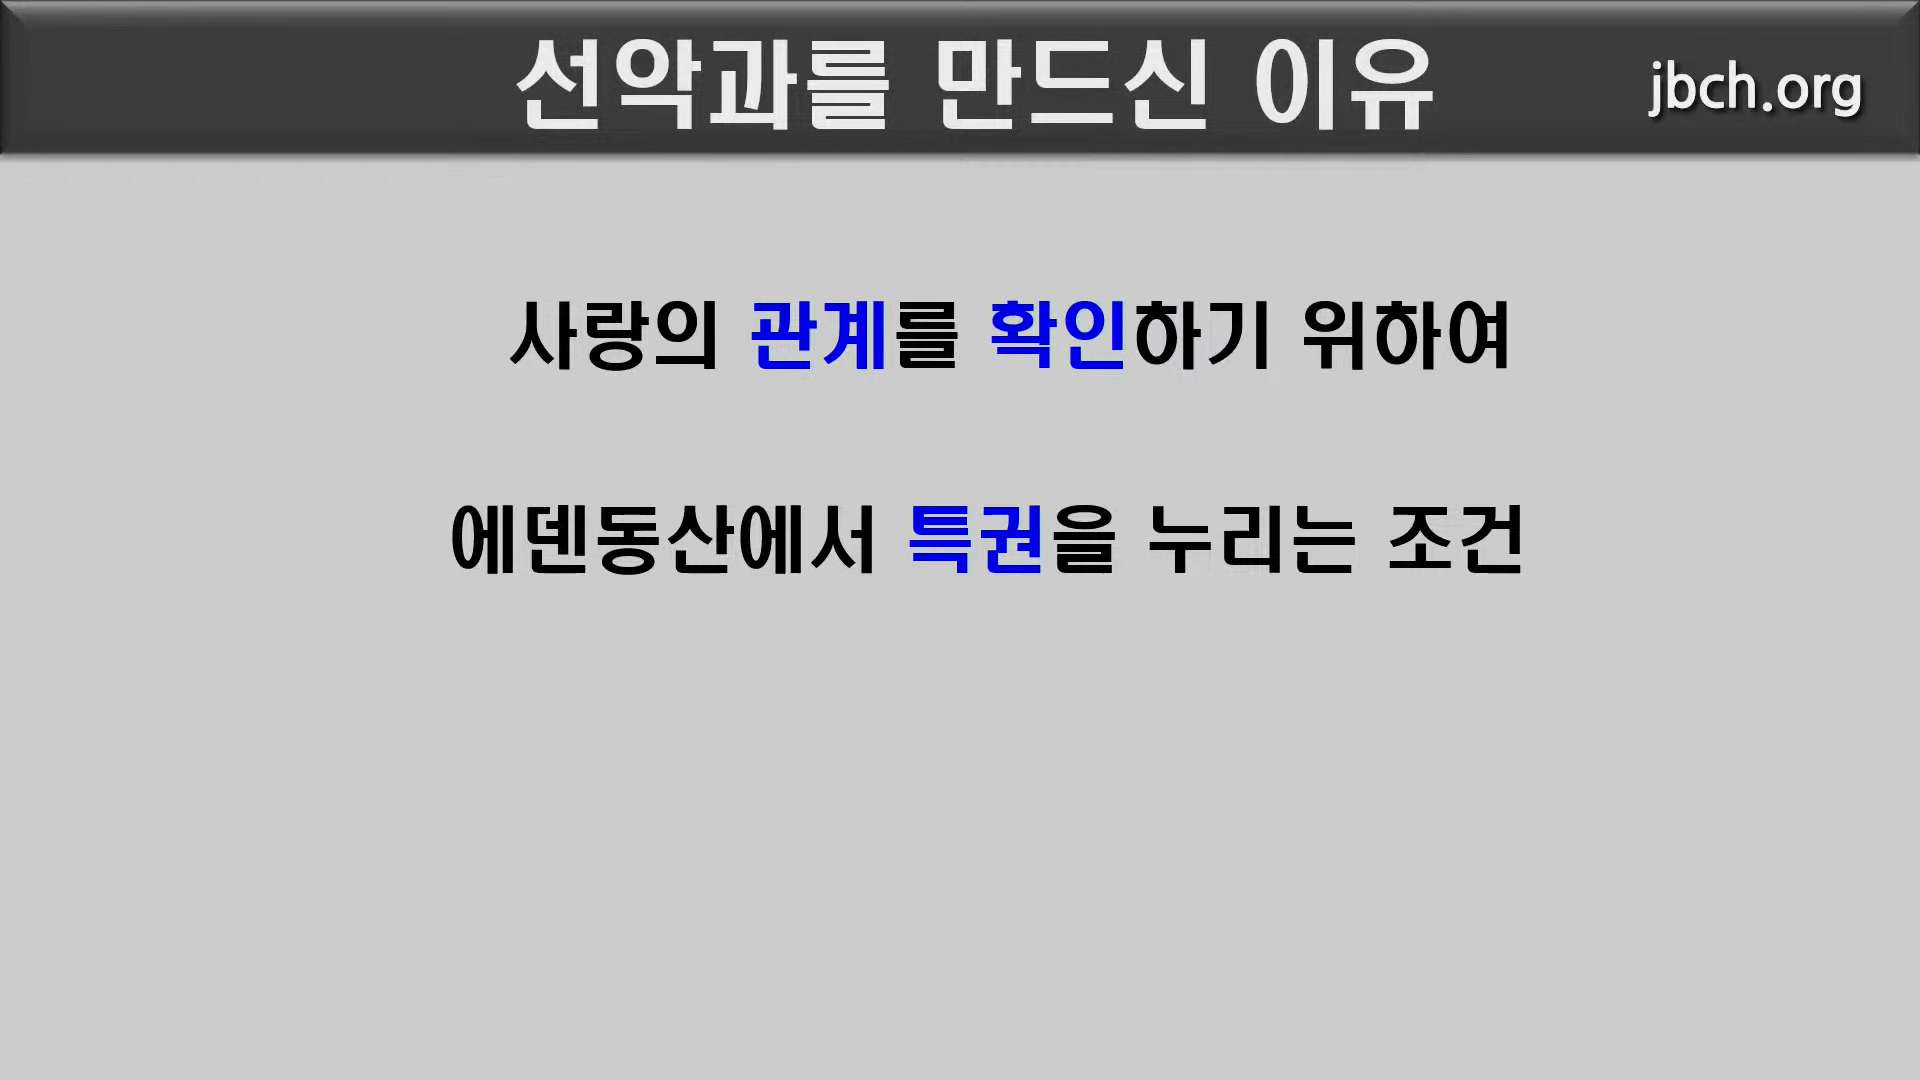 선악과를 만드신 이유
jbch.org
사랑의 관계를 확인하기 위하여
에덴동산에서 특권을 누리는 조건